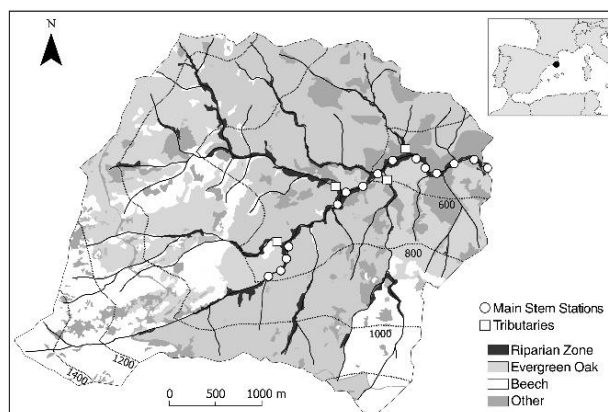 N
600
800
1000
1200
1400
0 500 1000 m
Main Stem Stations
Tributaries
Riparian Zone
Evergreen Oak
Beech
Other